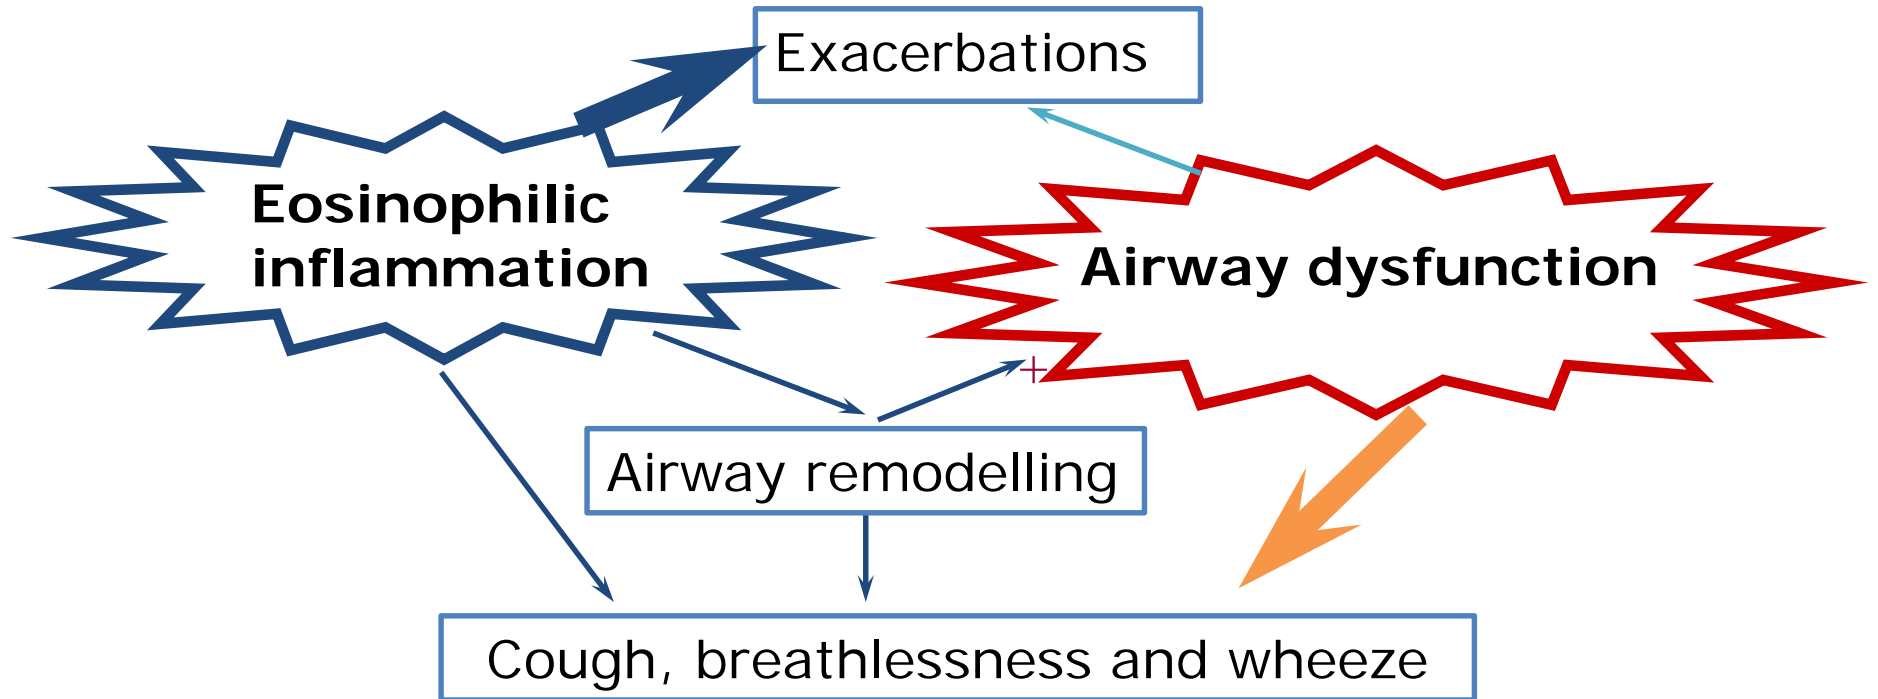 Exacerbations
Eosinophilic
inflammation
Airway dysfunction
+
Airway remodelling
Cough, breathlessness and wheeze